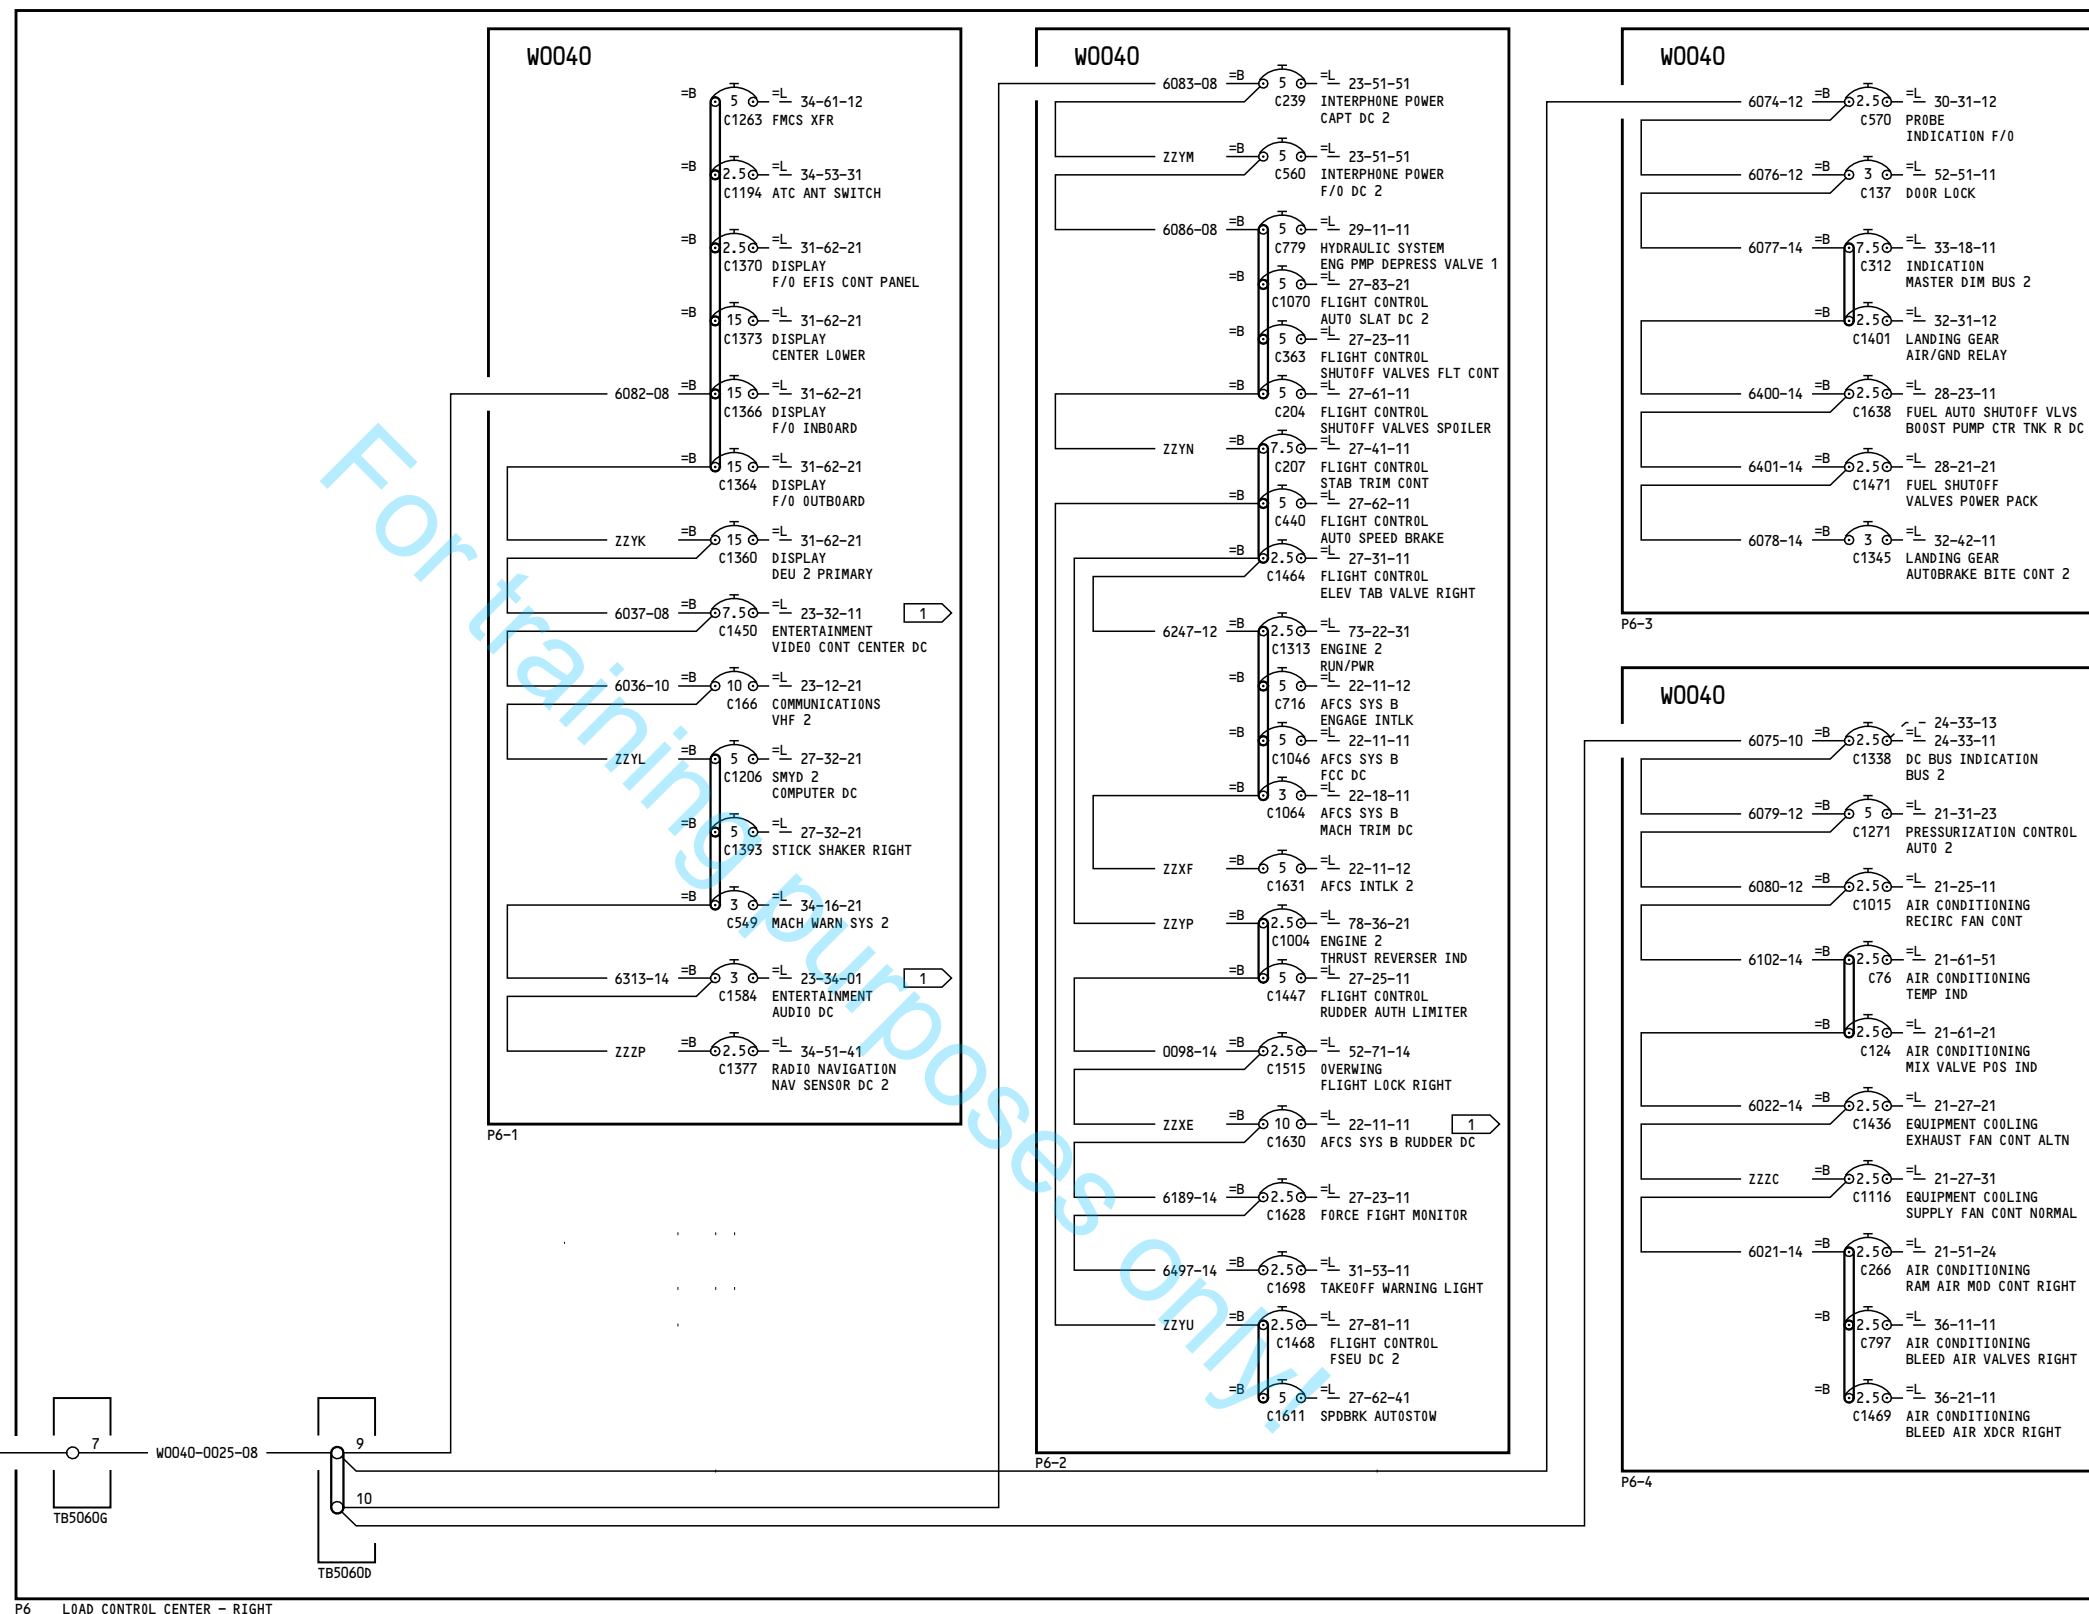 W0040
=B 5 =L 34-61-12
C1263 FMCS XFR
=B 2.5 =L 34-53-31
C1194 ATC ANT SWITCH
=B 2.5 =L 31-62-21
C1370 DISPLAY
F/O EFIS CONT PANEL
=B 15 =L 31-62-21
C1373 DISPLAY
CENTER LOWER
6082-08 =B 15 =L 31-62-21
C1366 DISPLAY
F/O INBOARD
=B 15 =L 31-62-21
C1364 DISPLAY
F/O OUTBOARD
ZZYK =B 15 =L 31-62-21
C1360 DISPLAY
DEU 2 PRIMARY
6037-08 =B 7.5 =L 23-32-11 1
C1450 ENTERTAINMENT
VIDEO CONT CENTER DC
6036-10 =B 10 =L 23-12-21
C166 COMMUNICATIONS
VHF 2
ZZYL =B 5 =L 27-32-21
C1206 SMYD 2
COMPUTER DC
=B 5 =L 27-32-21
C1393 STICK SHAKER RIGHT
=B 3 =L 34-16-21
C549 MACH WARN SYS 2
6313-14 =B 3 =L 23-34-01 1
C1584 ENTERTAINMENT
AUDIO DC
ZZZP =B 2.5 =L 34-51-41
C1377 RADIO NAVIGATION
NAV SENSOR DC 2
P6-1
W0040
6083-08 =B 5 =L 23-51-51
C239 INTERPHONE POWER
CAPT DC 2
ZZYM =B 5 =L 23-51-51
C560 INTERPHONE POWER
F/O DC 2
6086-08 =B 5 =L 29-11-11
C779 HYDRAULIC SYSTEM
ENG PMP DEPRESS VALVE 1
=B 5 =L 27-83-21
C1070 FLIGHT CONTROL
AUTO SLAT DC 2
=B 5 =L 27-23-11
C363 FLIGHT CONTROL
SHUTOFF VALVES FLT CONT
=B 5 =L 27-61-11
C204 FLIGHT CONTROL
SHUTOFF VALVES SPOILER
ZZYN =B 7.5 =L 27-41-11
C207 FLIGHT CONTROL
STAB TRIM CONT
=B 5 =L 27-62-11
C440 FLIGHT CONTROL
AUTO SPEED BRAKE
=B 2.5 =L 27-31-11
C1464 FLIGHT CONTROL
ELEV TAB VALVE RIGHT
6247-12 =B 2.5 =L 73-22-31
C1313 ENGINE 2
RUN/PWR
=B 5 =L 22-11-12
C716 AFCS SYS B
ENGAGE INTLK
=B 5 =L 22-11-11
C1046 AFCS SYS B
FCC DC
=B 3 =L 22-18-11
C1064 AFCS SYS B
MACH TRIM DC
ZZXF =B 5 =L 22-11-12
C1631 AFCS INTLK 2
ZZYP =B 2.5 =L 78-36-21
C1004 ENGINE 2
THRUST REVERSER IND
=B 5 =L 27-25-11
C1447 FLIGHT CONTROL
RUDDER AUTH LIMITER
0098-14 =B 2.5 =L 52-71-14
C1515 OVERWING
FLIGHT LOCK RIGHT
ZZXE =B 10 =L 22-11-11 1
C1630 AFCS SYS B RUDDER DC
6189-14 =B 2.5 =L 27-23-11
C1628 FORCE FIGHT MONITOR
6497-14 =B 2.5 =L 31-53-11
C1698 TAKEOFF WARNING LIGHT
ZZYU =B 2.5 =L 27-81-11
C1468 FLIGHT CONTROL
FSEU DC 2
=B 5 =L 27-62-41
C1611 SPDBRK AUTOSTOW
P6-2
W0040
6074-12 =B 2.5 =L 30-31-12
C570 PROBE
INDICATION F/O
6076-12 =B 3 =L 52-51-11
C137 DOOR LOCK
6077-14 =B 7.5 =L 33-18-11
C312 INDICATION
MASTER DIM BUS 2
=B 2.5 =L 32-31-12
C1401 LANDING GEAR
AIR/GND RELAY
6400-14 =B 2.5 =L 28-23-11
C1638 FUEL AUTO SHUTOFF VLVS
BOOST PUMP CTR TNK R DC
6401-14 =B 2.5 =L 28-21-21
C1471 FUEL SHUTOFF
VALVES POWER PACK
6078-14 =B 3 =L 32-42-11
C1345 LANDING GEAR
AUTOBRAKE BITE CONT 2
P6-3
W0040
24-33-13
6075-10 =B 2.5 =L 24-33-11
C1338 DC BUS INDICATION
BUS 2
6079-12 =B 5 =L 21-31-23
C1271 PRESSURIZATION CONTROL
AUTO 2
6080-12 =B 2.5 =L 21-25-11
C1015 AIR CONDITIONING
RECIRC FAN CONT
6102-14 =B 2.5 =L 21-61-51
C76 AIR CONDITIONING
TEMP IND
=B 2.5 =L 21-61-21
C124 AIR CONDITIONING
MIX VALVE POS IND
6022-14 =B 2.5 =L 21-27-21
C1436 EQUIPMENT COOLING
EXHAUST FAN CONT ALTN
ZZZC =B 2.5 =L 21-27-31
C1116 EQUIPMENT COOLING
SUPPLY FAN CONT NORMAL
6021-14 =B 2.5 =L 21-51-24
C266 AIR CONDITIONING
RAM AIR MOD CONT RIGHT
=B 2.5 =L 36-11-11
C797 AIR CONDITIONING
BLEED AIR VALVES RIGHT
=B 2.5 =L 36-21-11
C1469 AIR CONDITIONING
BLEED AIR XDCR RIGHT
P6-4
7 W0040-0025-08 9
10
TB5060G
TB5060D
P6 LOAD CONTROL CENTER - RIGHT
For training purposes only!